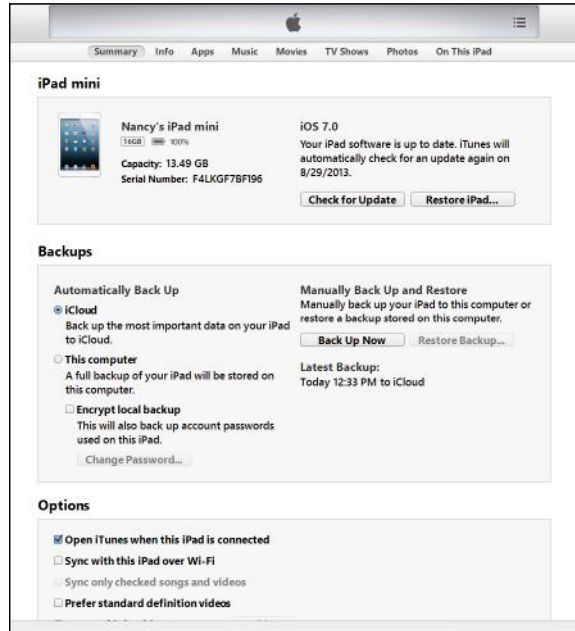 Summary Info Apps Music Movies TV Shows Photos On This iPad
iPad mini
Nancy's iPad mini
16GB 100%
Capacity: 13.49 GB
Serial Number: F4LKGF7BF196
iOS 7.0
Your iPad software is up to date. iTunes will
automatically check for an update again on
8/29/2013.
Check for Update Restore iPad...
Backups
Automatically Back Up
iCloud
Back up the most important data on your iPad
to iCloud.
This computer
A full backup of your iPad will be stored on
this computer.
Encrypt local backup
This will also back up account passwords
used on this iPad.
Change Password...
Manually Back Up and Restore
Manually back up your iPad to this computer or
restore a backup stored on this computer.
Back Up Now Restore Backup...
Latest Backup:
Today 12:33 PM to iCloud
Options
Open iTunes when this iPad is connected
Sync with this iPad over Wi-Fi
Sync only checked songs and videos
Prefer standard definition videos